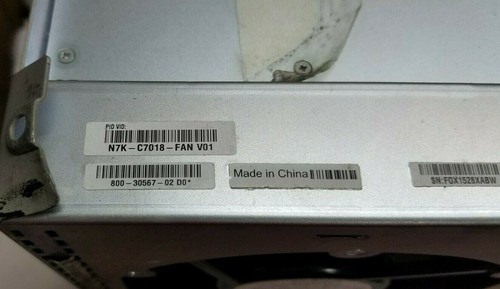 PID VID:
N7K-C7018-FAN V01
800-30567-02 D0*
Made in China
SN:FOX1528XABW